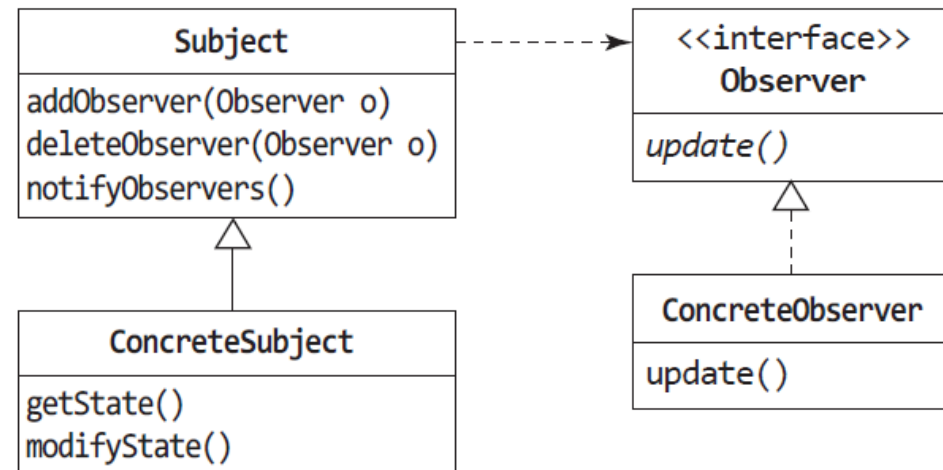 Subject
addObserver(Observer o)
deleteObserver(Observer o)
notifyObservers()
<<interface>>
Observer
update()
ConcreteSubject
getState()
modifyState()
ConcreteObserver
update()